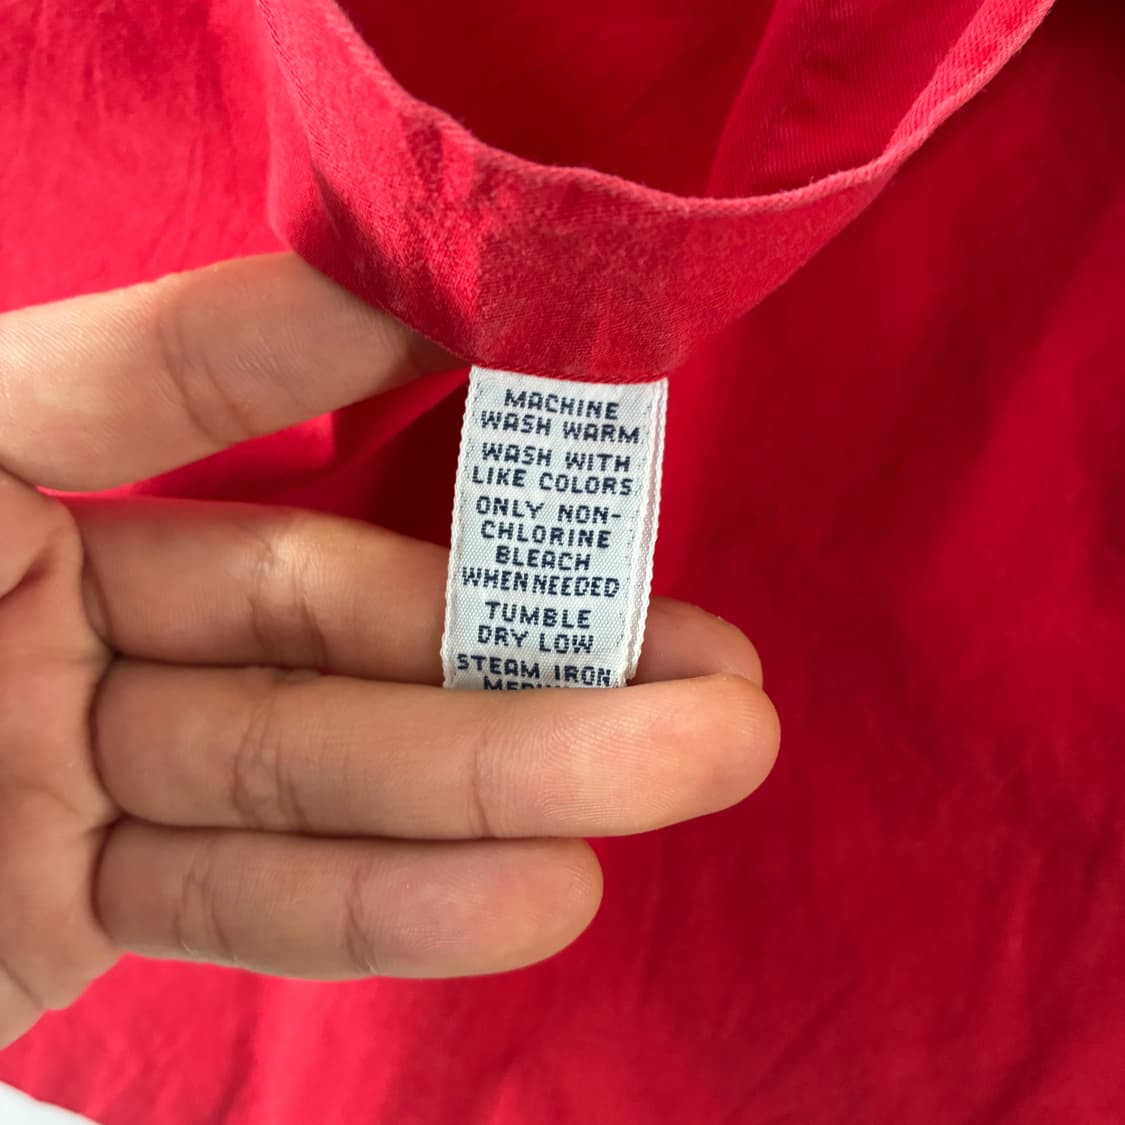 MACHINE
WASH WARM
WASH WITH
LIKE COLORS
ONLY NON-
CHLORINE
BLEACH
WHEN NEEDED
TUMBLE
DRY LOW
STEAM IRON